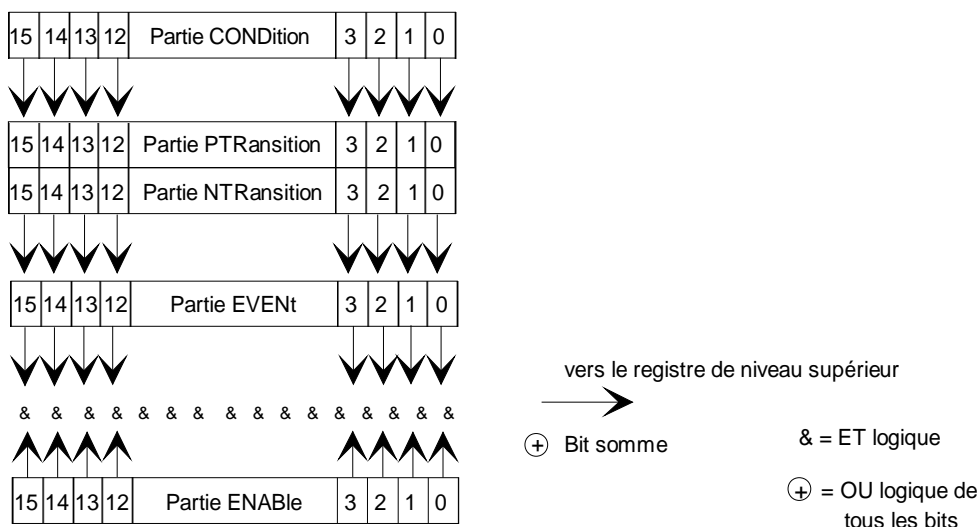 15 14 13 12 Partie CONDition 3 2 1 0
15 14 13 12 Partie PTRansition 3 2 1 0
15 14 13 12 Partie NTRansition 3 2 1 0
15 14 13 12 Partie EVENt 3 2 1 0
vers le registre de niveau supérieur
& & & & & & & & & & & & & & & &
+ Bit somme
& = ET logique
15 14 13 12 Partie ENABle 3 2 1 0
+ = OU logique de
tous les bits